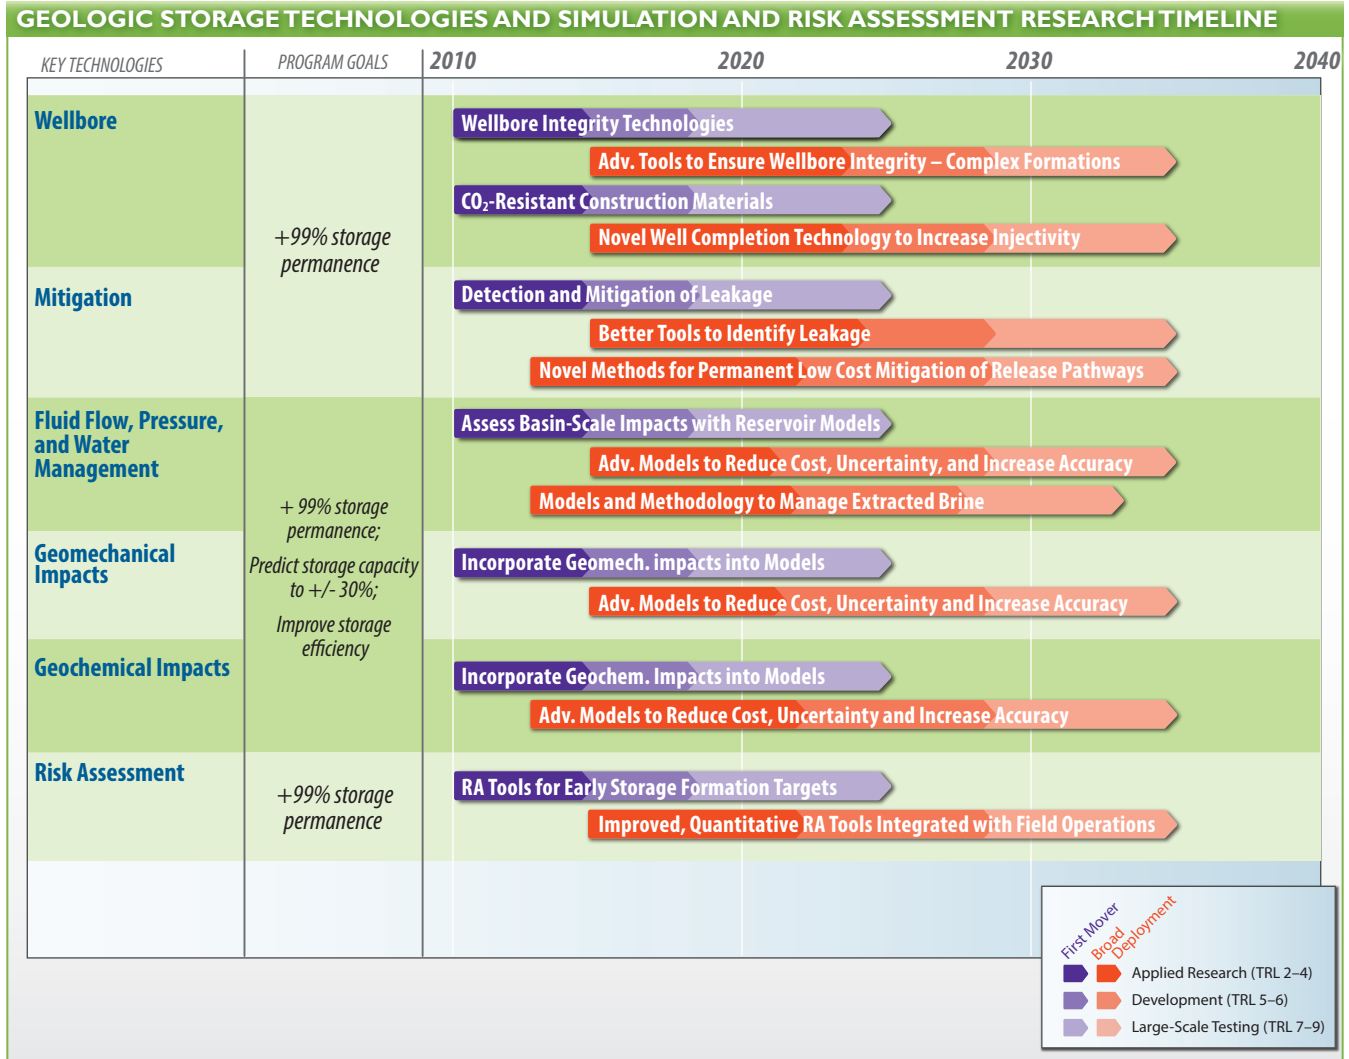 GEOLOGIC STORAGE TECHNOLOGIES AND SIMULATION AND RISK ASSESSMENT RESEARCH TIMELINE
KEY TECHNOLOGIES
PROGRAM GOALS
2010
2020
2030
2040
Wellbore
+99% storage
permanence
Wellbore Integrity Technologies
Adv. Tools to Ensure Wellbore Integrity – Complex Formations
CO₂-Resistant Construction Materials
Novel Well Completion Technology to Increase Injectivity
Mitigation
Detection and Mitigation of Leakage
Better Tools to Identify Leakage
Novel Methods for Permanent Low Cost Mitigation of Release Pathways
Fluid Flow, Pressure,
and Water
Management
+ 99% storage
permanence;
Predict storage capacity
to +/- 30%;
Improve storage
efficiency
Assess Basin-Scale Impacts with Reservoir Models
Adv. Models to Reduce Cost, Uncertainty, and Increase Accuracy
Models and Methodology to Manage Extracted Brine
Geomechanical
Impacts
Incorporate Geomech. impacts into Models
Adv. Models to Reduce Cost, Uncertainty and Increase Accuracy
Geochemical Impacts
Incorporate Geochem. Impacts into Models
Adv. Models to Reduce Cost, Uncertainty and Increase Accuracy
Risk Assessment
+99% storage
permanence
RA Tools for Early Storage Formation Targets
Improved, Quantitative RA Tools Integrated with Field Operations
First Mover
Broad
Deployment
Applied Research (TRL 2–4)
Development (TRL 5–6)
Large-Scale Testing (TRL 7–9)